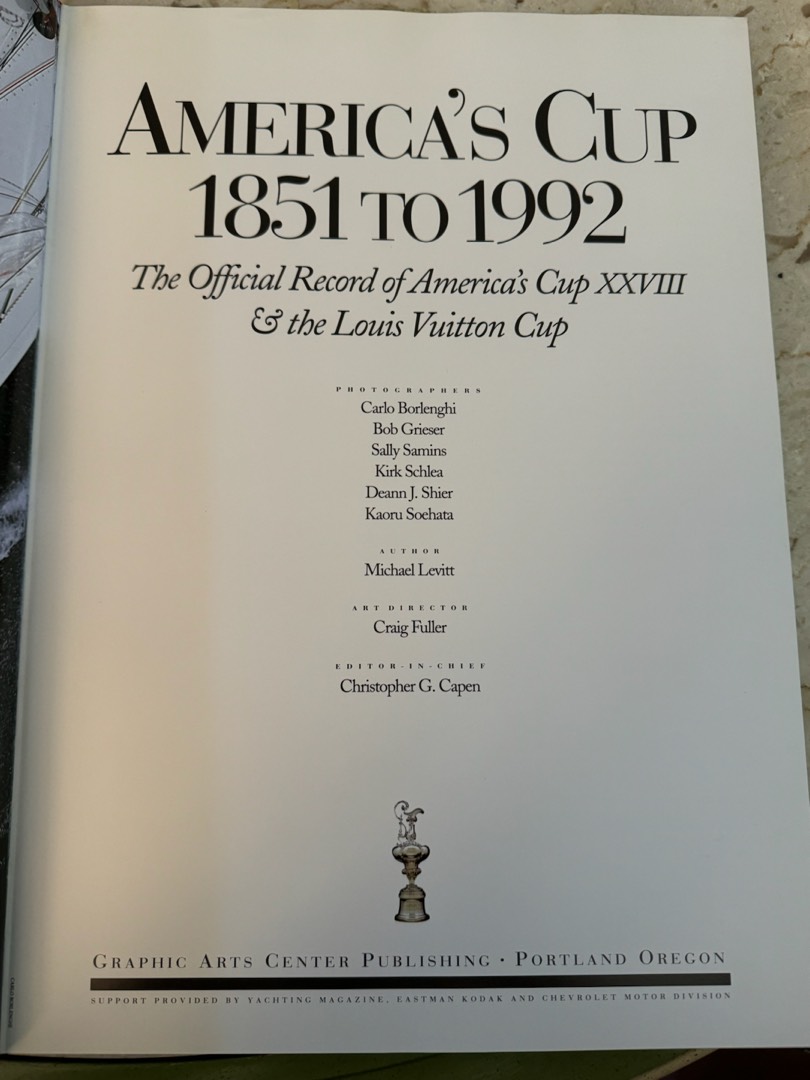 AMERICA'S CUP
1851 TO 1992
The Official Record of America's Cup XXVIII
& the Louis Vuitton Cup
PHOTOGRAPHERS
Carlo Borlenghi
Bob Grieser
Sally Samins
Kirk Schlea
Deann J. Shier
Kaoru Soehata
AUTHOR
Michael Levitt
ART DIRECTOR
Craig Fuller
EDITOR-IN-CHIEF
Christopher G. Capen
GRAPHIC ARTS CENTER PUBLISHING · PORTLAND OREGON
SUPPORT PROVIDED BY YACHTING MAGAZINE, EASTMAN KODAK AND CHEVROLET MOTOR DIVISION